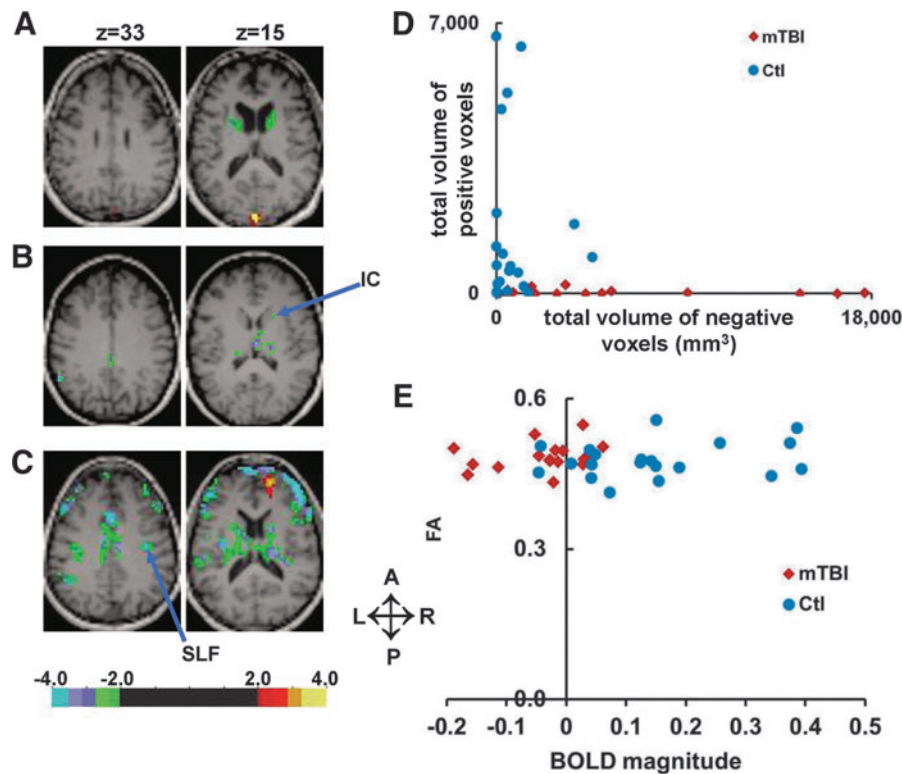 A
z=33
z=15
B
IC
C
SLF
A
L
R
P
-4.0
-2.0
2.0
4.0
D
7,000
total volume of
positive voxels
mTBI
Ctl
0
0
18,000
total volume of negative
voxels (mm³)
E
0.6
FA
0.3
mTBI
Ctl
0.0
-0.2
-0.1
0
0.1
0.2
0.3
0.4
0.5
BOLD magnitude